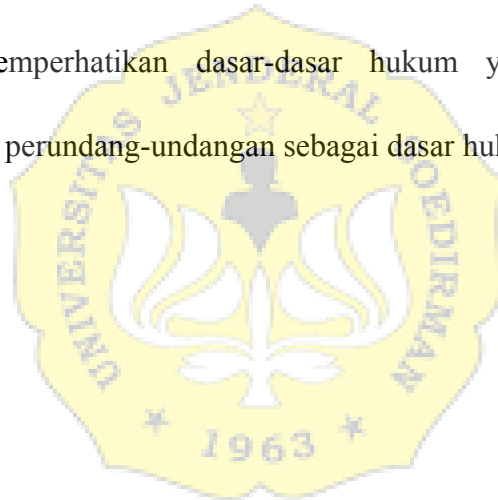 emperhatikan dasar-dasar hukum y
perundang-undangan sebagai dasar hu
UNIVERSITAS JENDERAL SOEDIRMAN
* 1963 *